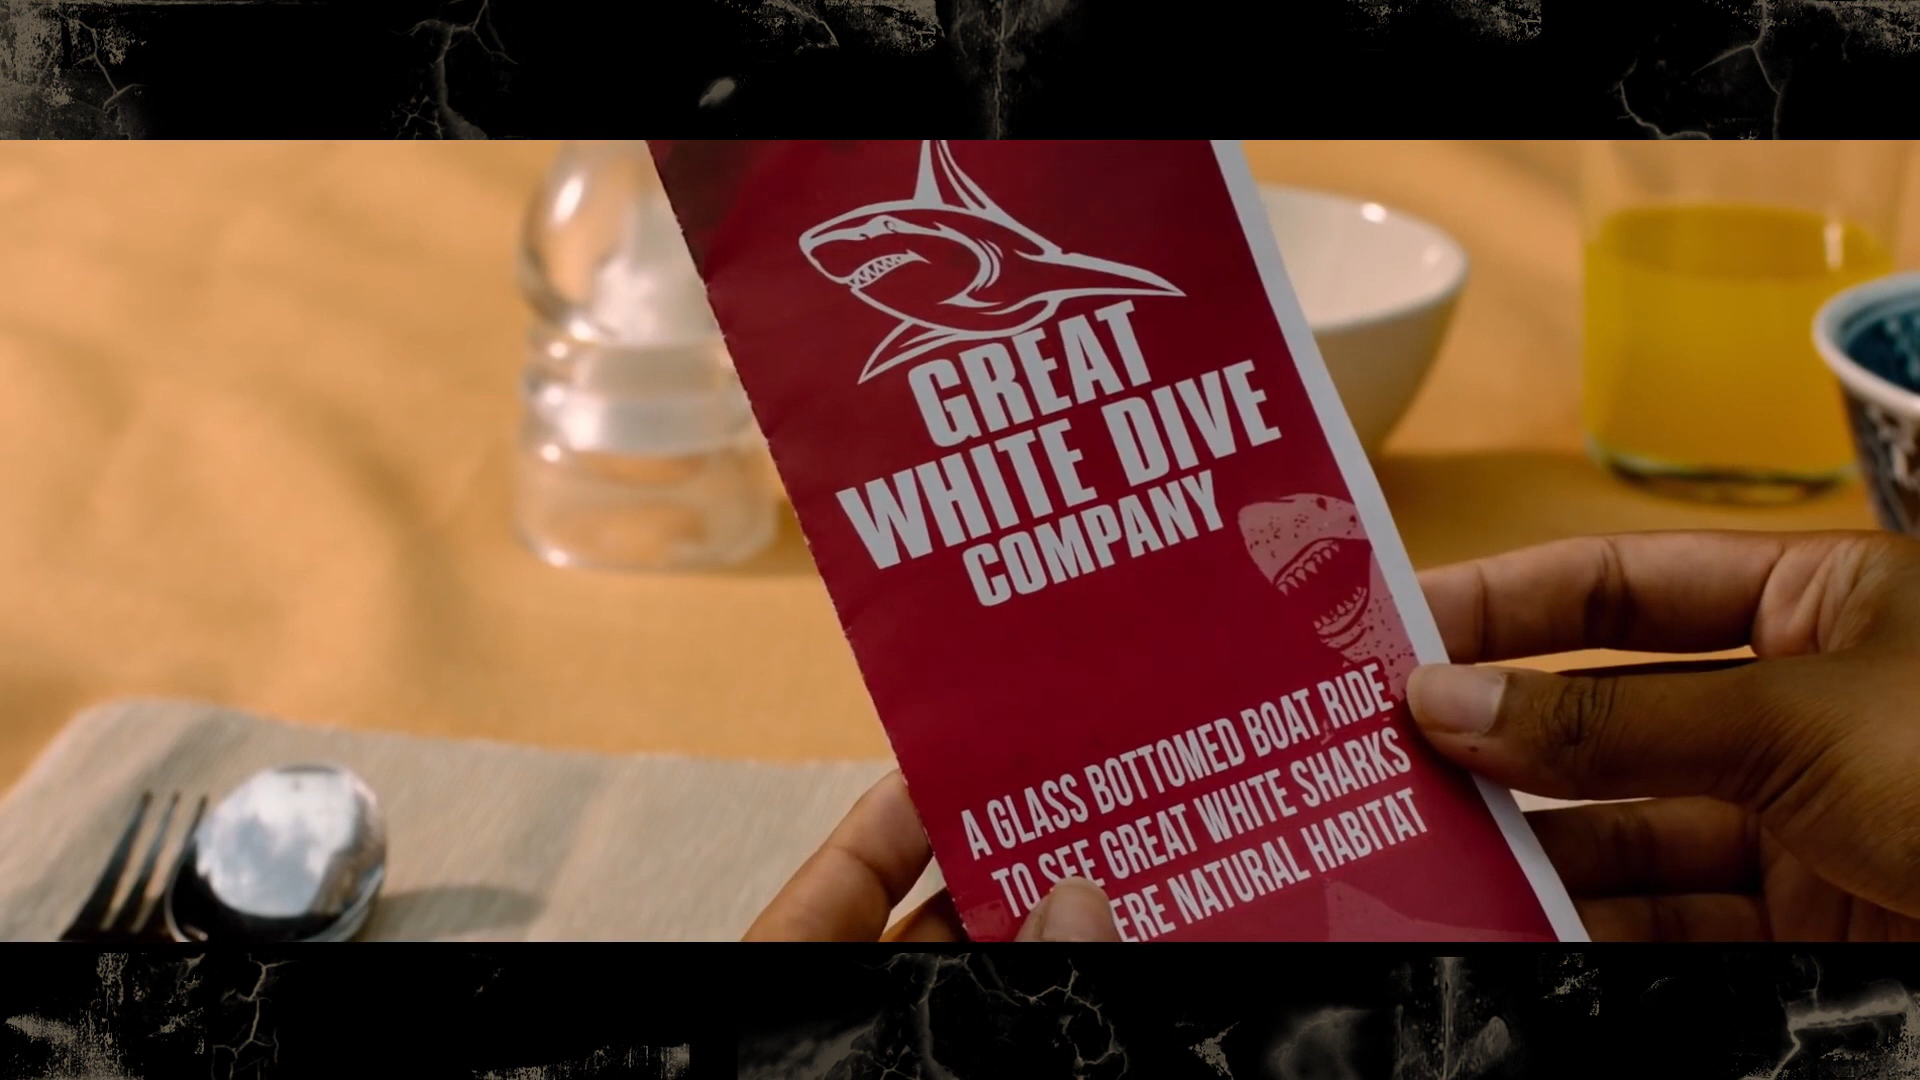 GREAT
WHITE DIVE
COMPANY
A GLASS BOTTOMED BOAT RIDE
TO SEE GREAT WHITE SHARKS
NATURAL HABITAT